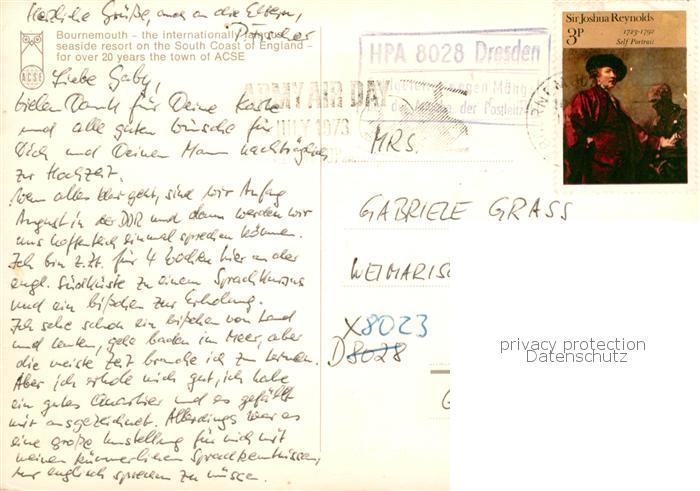 Herzliche Grüße, auch an die Eltern,
Bournemouth - the internationally famous
seaside resort on the South Coast of England -
for over 20 years the town of ACSE
ACSE
Liebe Gaby!
Vielen Dank für Deine Karte
und alle guten Wünsche für
Dich und Deinen Mann nachträglich
zur Hochzeit.
Wenn alles klar geht, sind wir Anfang
August in der DDR und dann werden wir
uns hoffentlich einmal sprechen können.
Ich bin z.Zt. für 4 Wochen hier an der
engl. Südküste zu einem Sprachkursus
und ein bißchen zur Erholung.
Ich sehe schon ein bißchen von Land
und Leuten, gehe baden im Meer, aber
die meiste Zeit brauche ich zum Lernen.
Aber ich erhole mich gut, ich habe
ein gutes Quartier und es gefällt
mir ausgezeichnet. Allerdings war es
eine große Umstellung für mich mit
meinen kümmerlichen Sprachkenntnissen,
nur englisch sprechen zu müssen.
HPA 8028 Dresden
wegen Mäng
der Postleitz
ARMY AIR DAY
JULY 1973
Sir Joshua Reynolds
3P
1723-1792
Self Portrait
MRS.
GABRIELE GRASS
WEIMARISC
X8023
D8028
privacy protection
Datenschutz